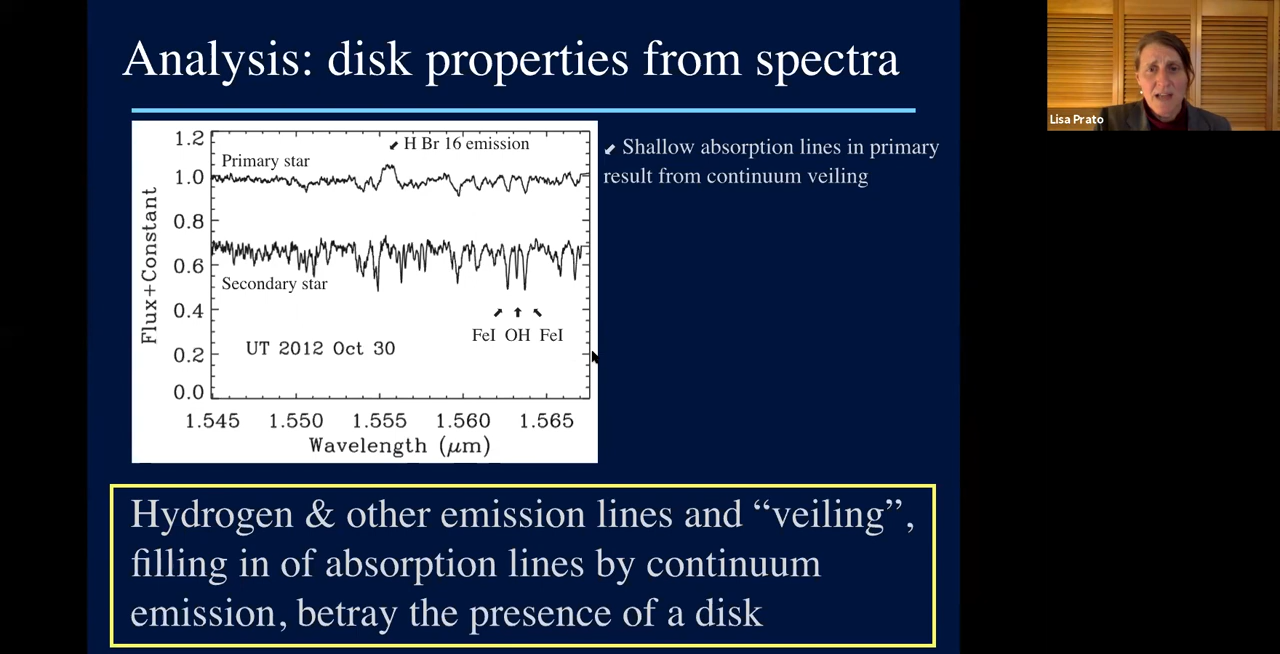 Analysis: disk properties from spectra
Lisa Prato
1.2
1.0
0.8
0.6
0.4
0.2
0.0
Flux+Constant
H Br 16 emission
Primary star
Secondary star
FeI OH FeI
UT 2012 Oct 30
1.545 1.550 1.555 1.560 1.565
Wavelength (μm)
Shallow absorption lines in primary
result from continuum veiling
Hydrogen & other emission lines and “veiling”,
filling in of absorption lines by continuum
emission, betray the presence of a disk